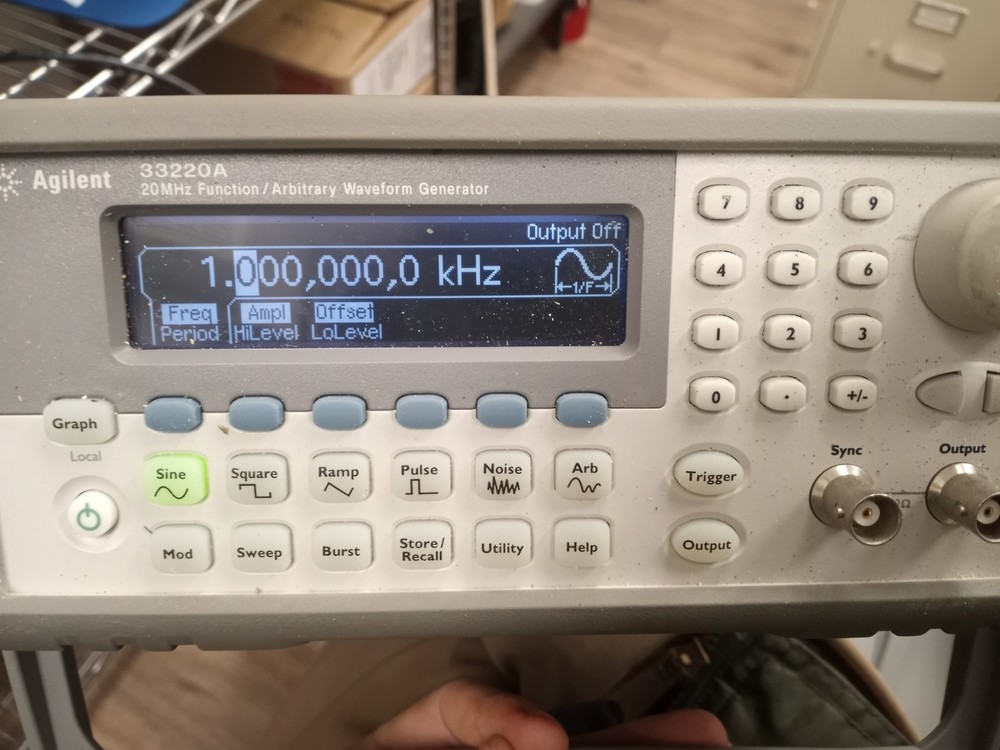 Agilent
33220A
20MHz Function / Arbitrary Waveform Generator
Output Off
1.000,000,0 kHz
1/F
Freq Ampl Offset
Period HiLevel LoLevel
7 8 9
4 5 6
1 2 3
0 . +/-
Graph
Local
Sine Square Ramp Pulse Noise Arb
Mod Sweep Burst Store/
Recall Utility Help
Trigger
Output
Sync
Output